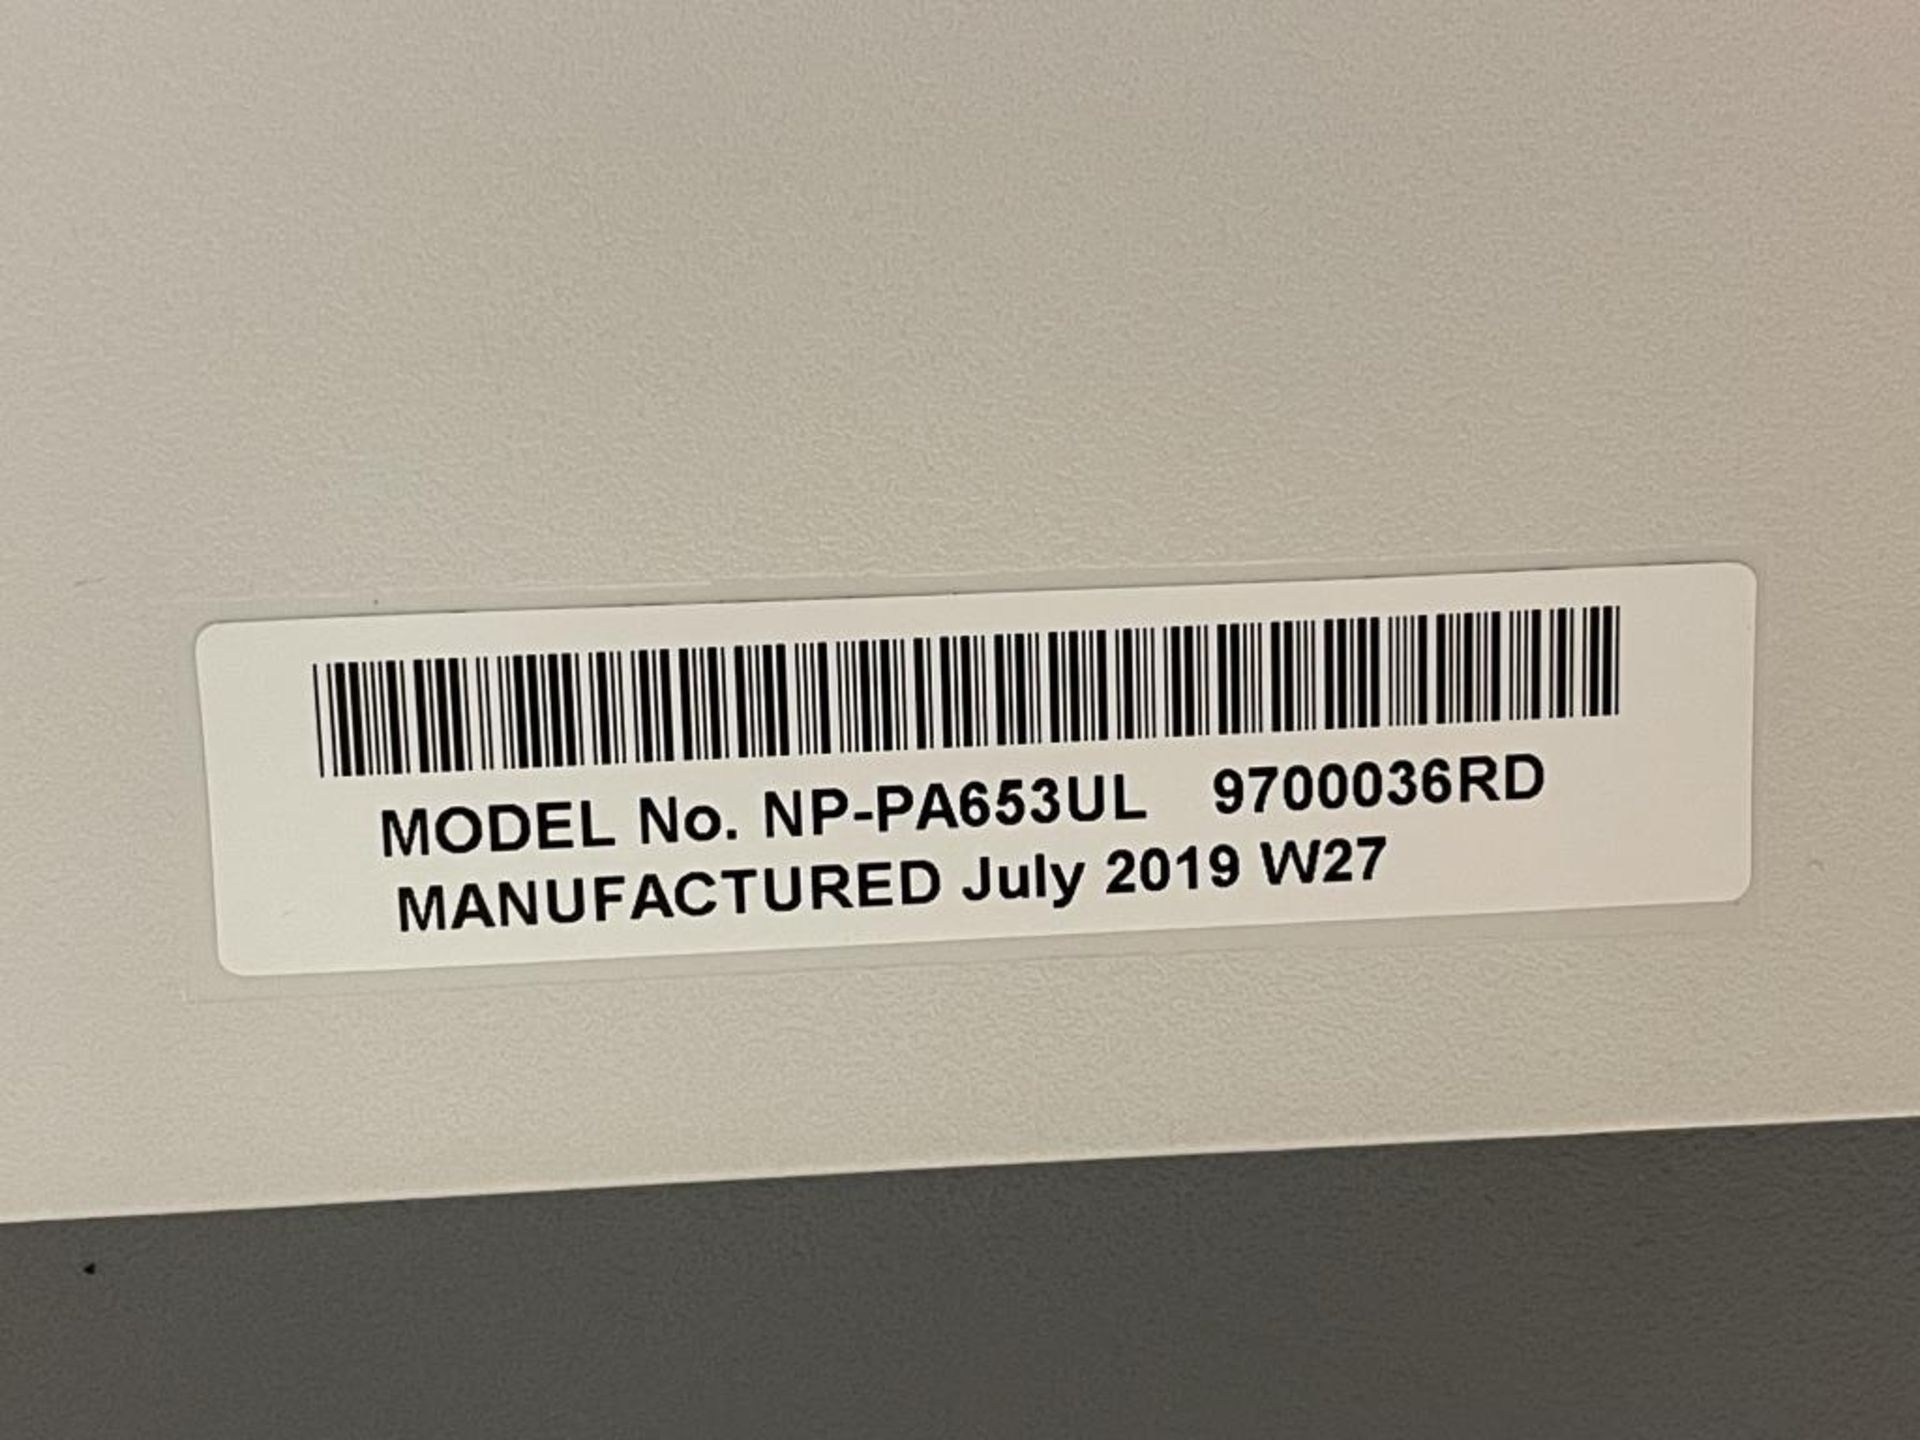 MODEL No. NP-PA653UL 9700036RD
MANUFACTURED July 2019 W27